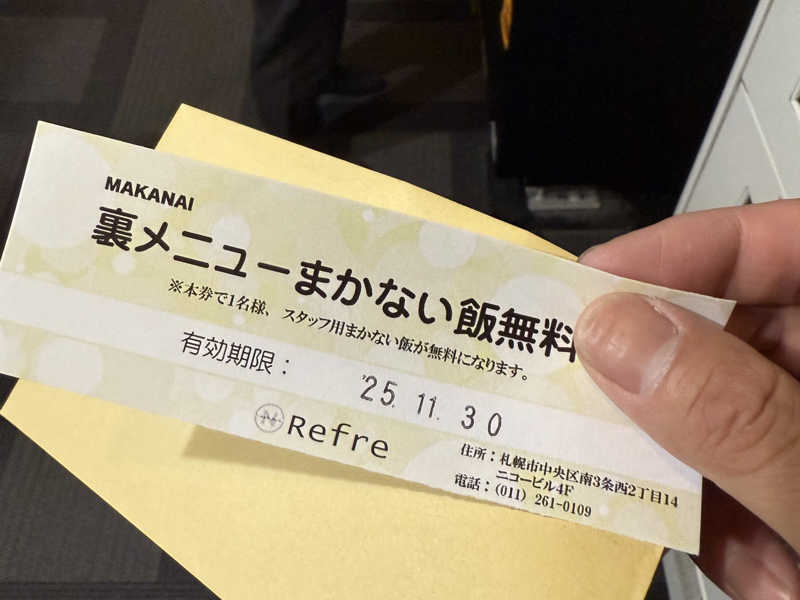 MAKANAI
裏メニューまかない飯無料
※本券で1名様、スタッフ用まかない飯が無料になります。
有効期限： '25. 11. 30
Refre
住所：札幌市中央区南3条西2丁目14
ニコービル4F
電話：(011) 261-0109